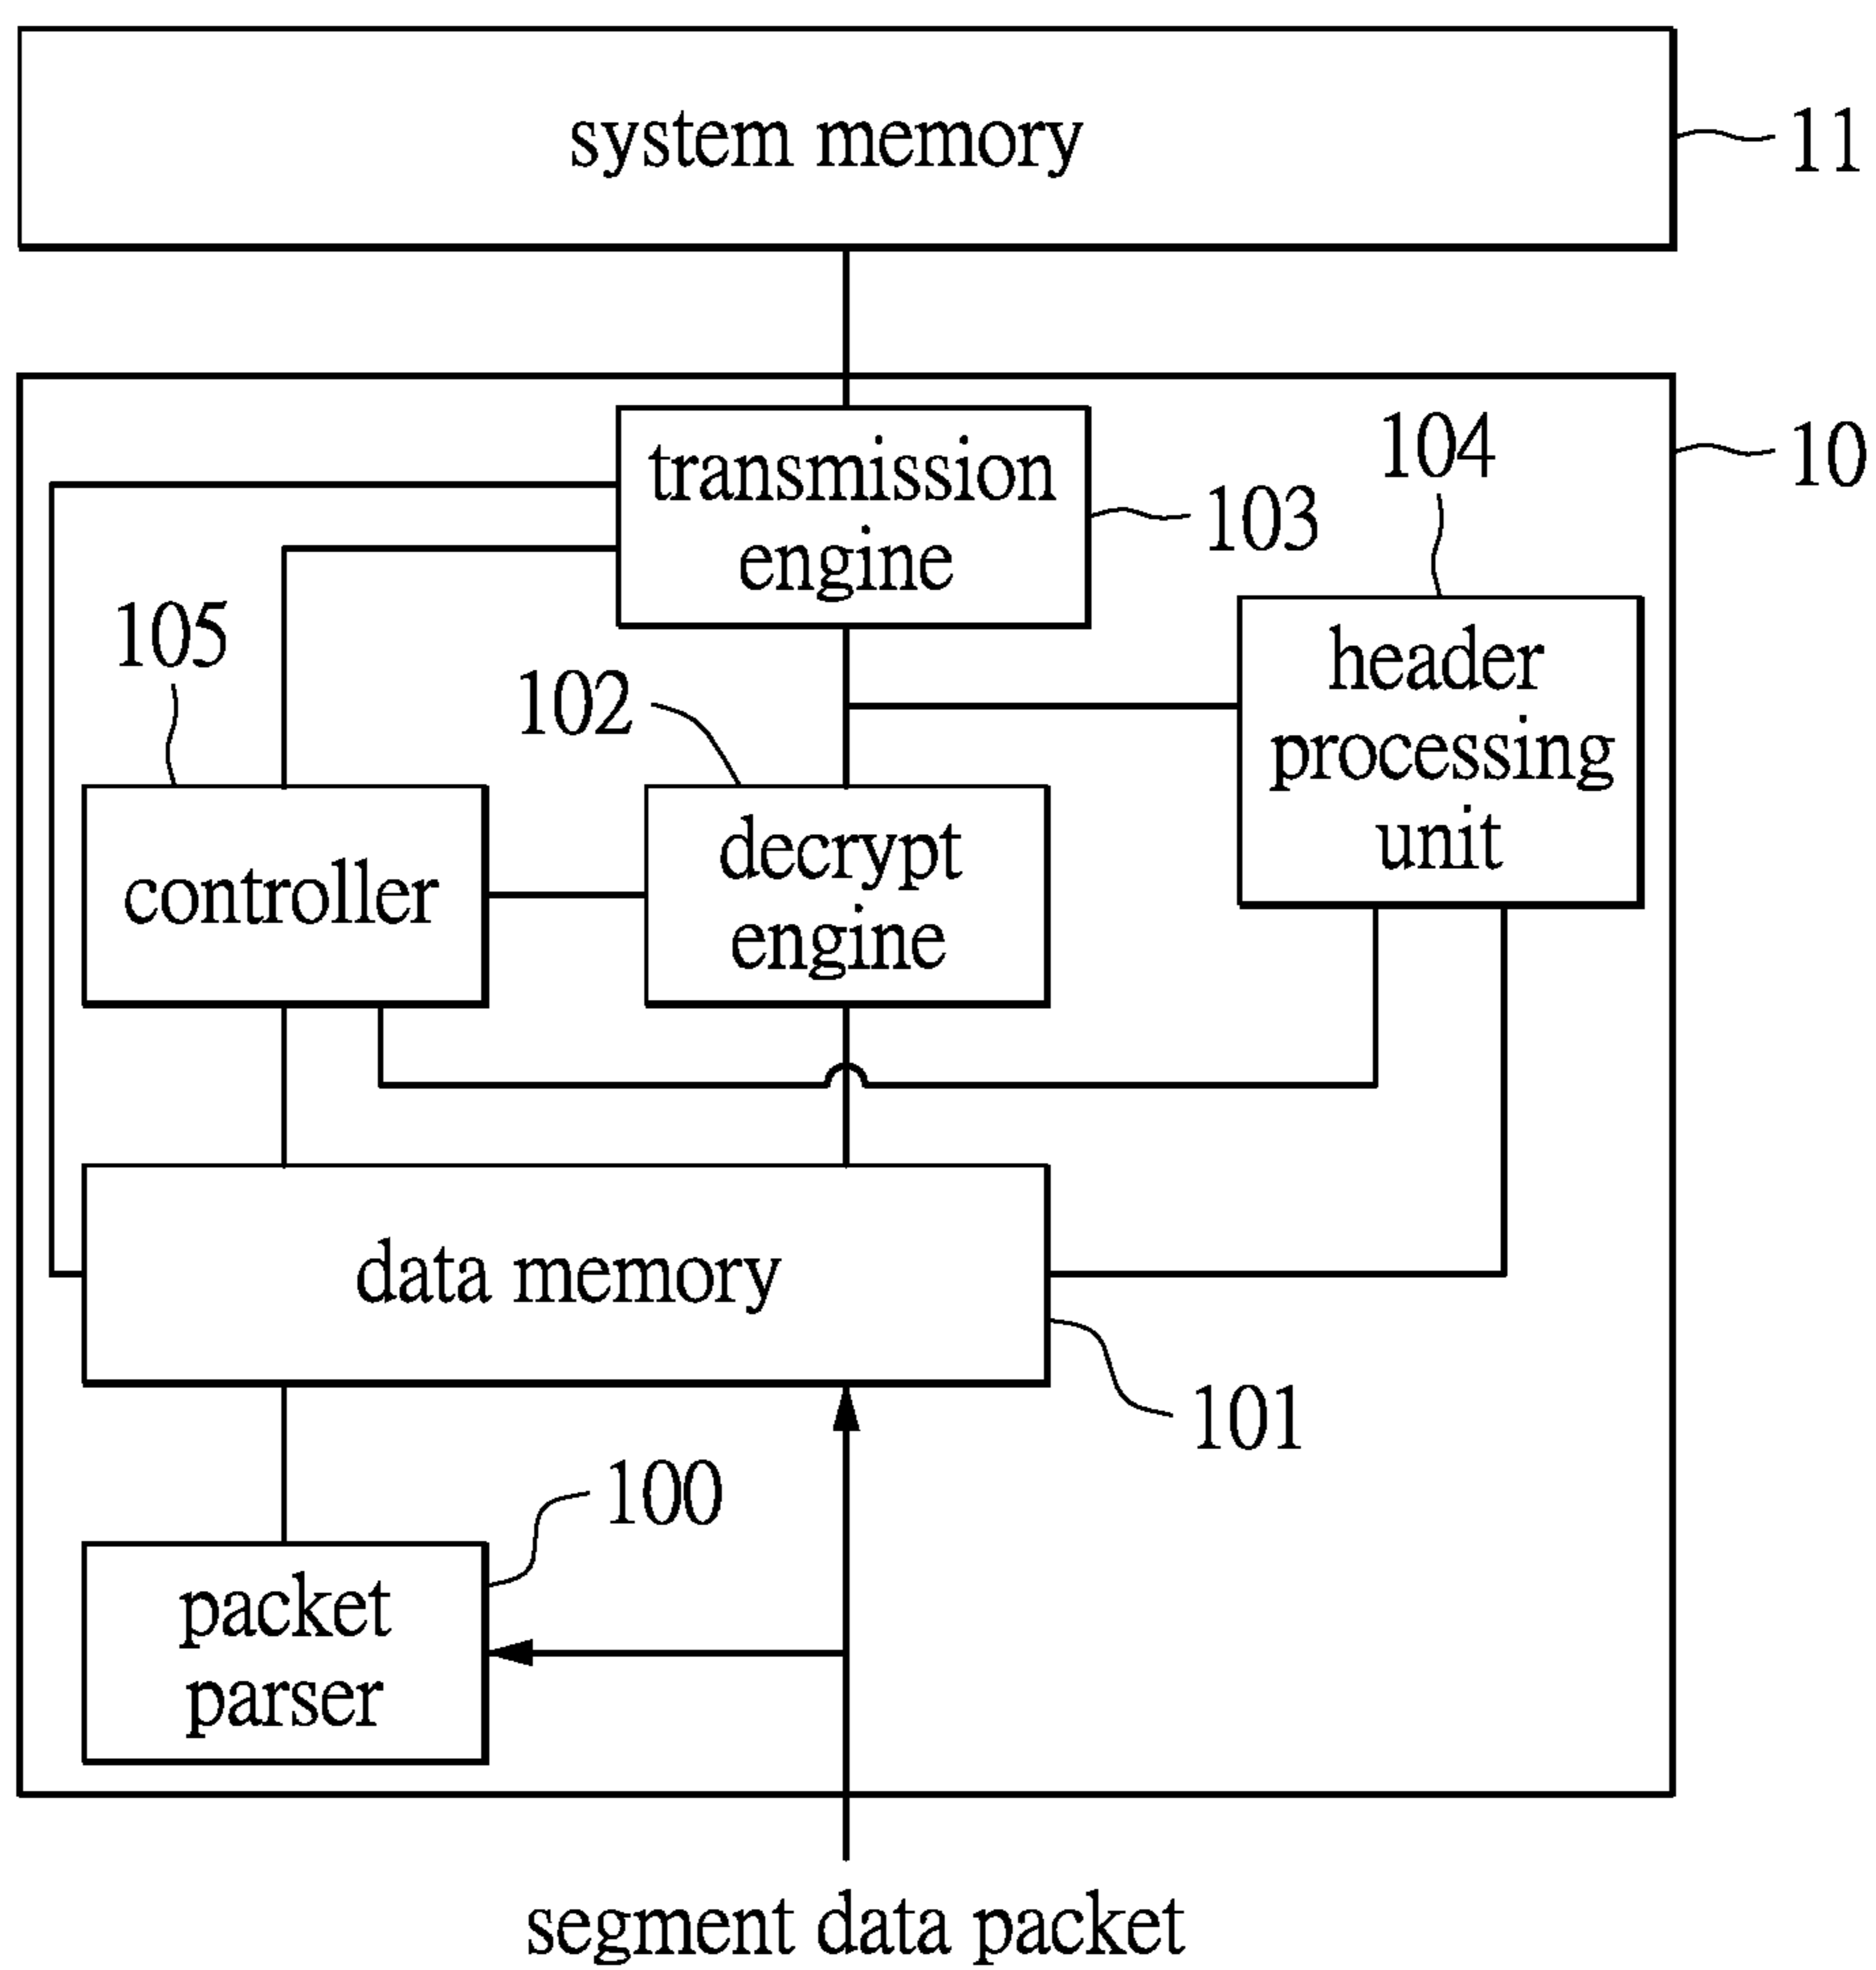 system memory
11
10
transmission
engine
103
104
header
processing
unit
105
102
controller
decrypt
engine
data memory
101
100
packet
parser
segment data packet